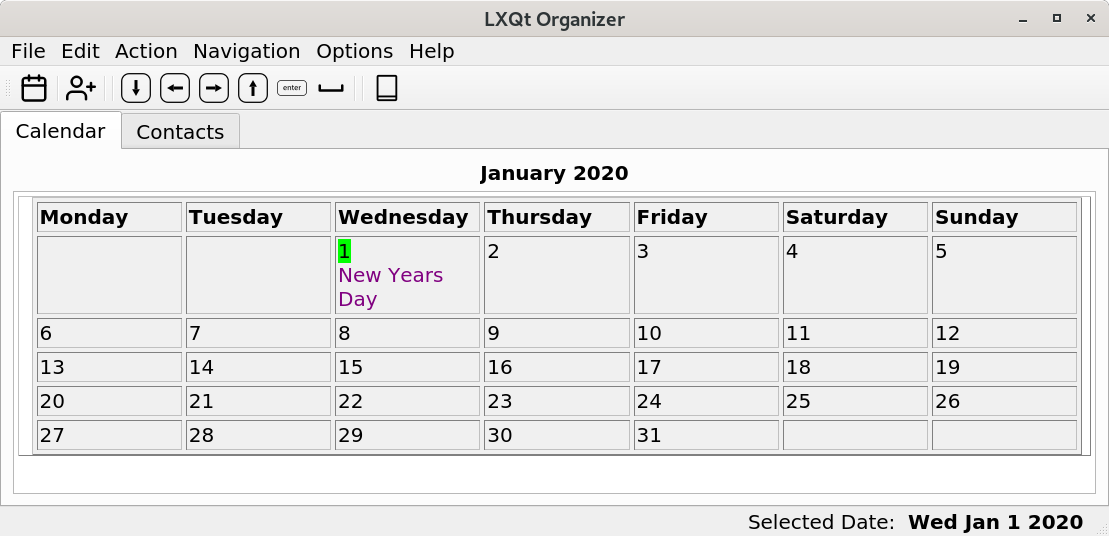 LXQt Organizer
File Edit Action Navigation Options Help
enter
Calendar Contacts
January 2020
Monday Tuesday Wednesday Thursday Friday Saturday Sunday
1 2 3 4 5
New Years
Day
6 7 8 9 10 11 12
13 14 15 16 17 18 19
20 21 22 23 24 25 26
27 28 29 30 31
Selected Date: Wed Jan 1 2020